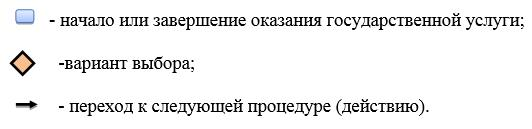 - начало или завершение оказания государственной услуги;
-вариант выбора;
- переход к следующей процедуре (действию).